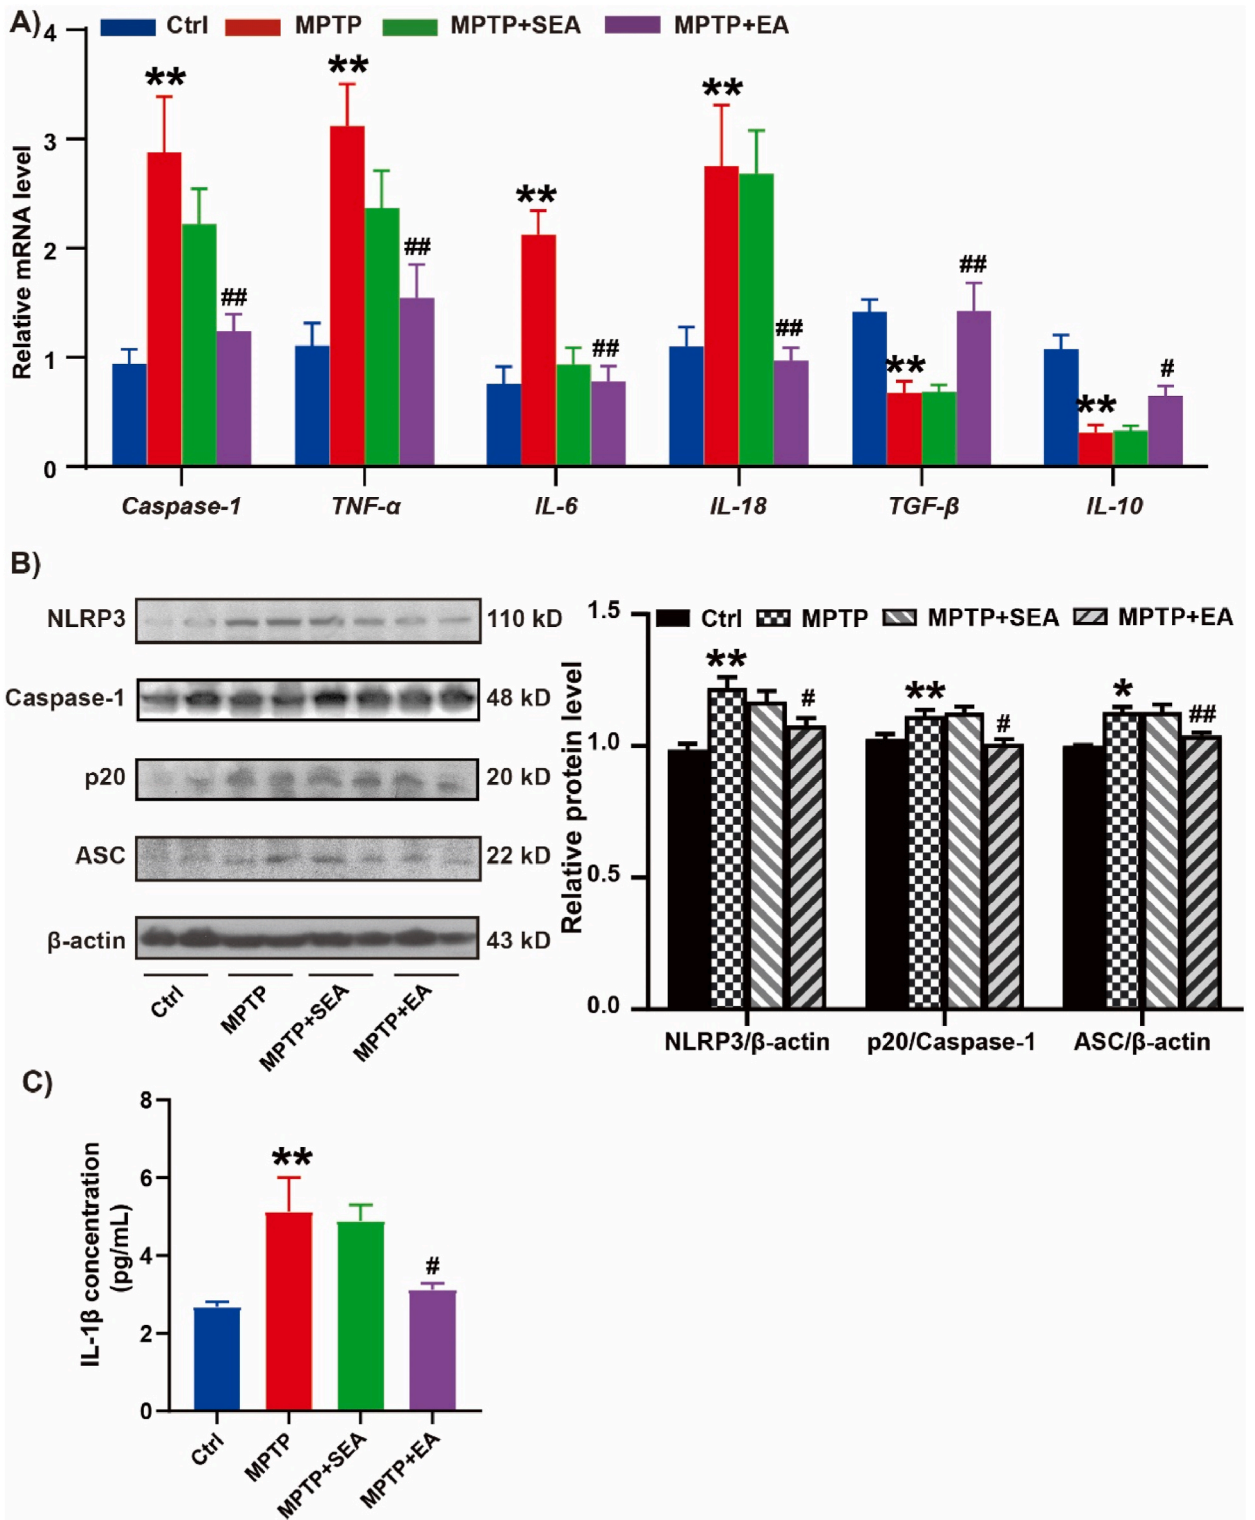 A)
Ctrl MPTP MPTP+SEA MPTP+EA
Relative mRNA level
4
3
2
1
0
** ## ** ## ** ## ** ## ** ## ** #
Caspase-1 TNF-α IL-6 IL-18 TGF-β IL-10
B)
NLRP3 110 kD
Caspase-1 48 kD
p20 20 kD
ASC 22 kD
β-actin 43 kD
Ctrl MPTP MPTP+SEA MPTP+EA
Relative protein level
1.5
1.0
0.5
0.0
Ctrl MPTP MPTP+SEA MPTP+EA
** # ** # * ##
NLRP3/β-actin p20/Caspase-1 ASC/β-actin
C)
IL-1β concentration
(pg/mL)
8
6
4
2
0
** #
Ctrl MPTP MPTP+SEA MPTP+EA